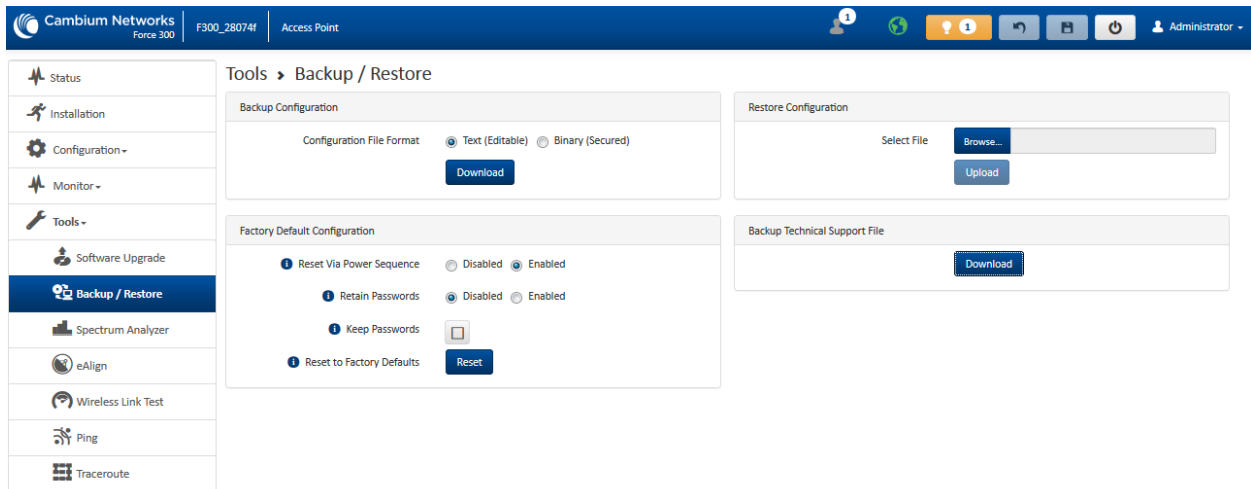 Cambium Networks
Force 300
F300_28074f
Access Point
1
1
Administrator
Status
Installation
Configuration
Monitor
Tools
Software Upgrade
Backup / Restore
Spectrum Analyzer
eAlign
Wireless Link Test
Ping
Traceroute
Tools > Backup / Restore
Backup Configuration
Configuration File Format Text (Editable) Binary (Secured)
Download
Restore Configuration
Select File Browse...
Upload
Factory Default Configuration
Reset Via Power Sequence Disabled Enabled
Retain Passwords Disabled Enabled
Keep Passwords
Reset to Factory Defaults Reset
Backup Technical Support File
Download